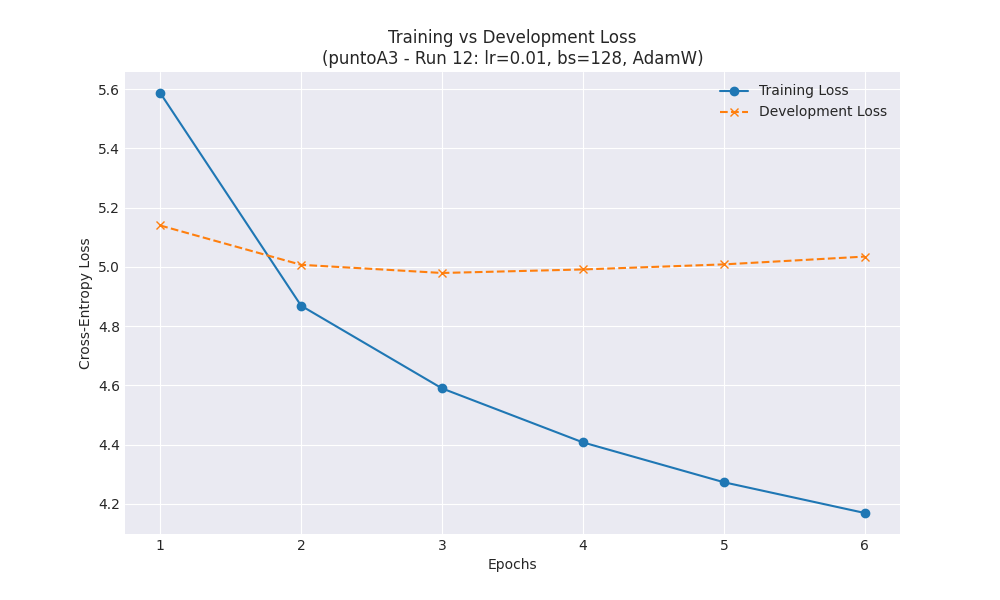 Training vs Development Loss
(puntoA3 - Run 12: lr=0.01, bs=128, AdamW)
Training Loss
Development Loss
Cross-Entropy Loss
5.6
5.4
5.2
5.0
4.8
4.6
4.4
4.2
1 2 3 4 5 6
Epochs